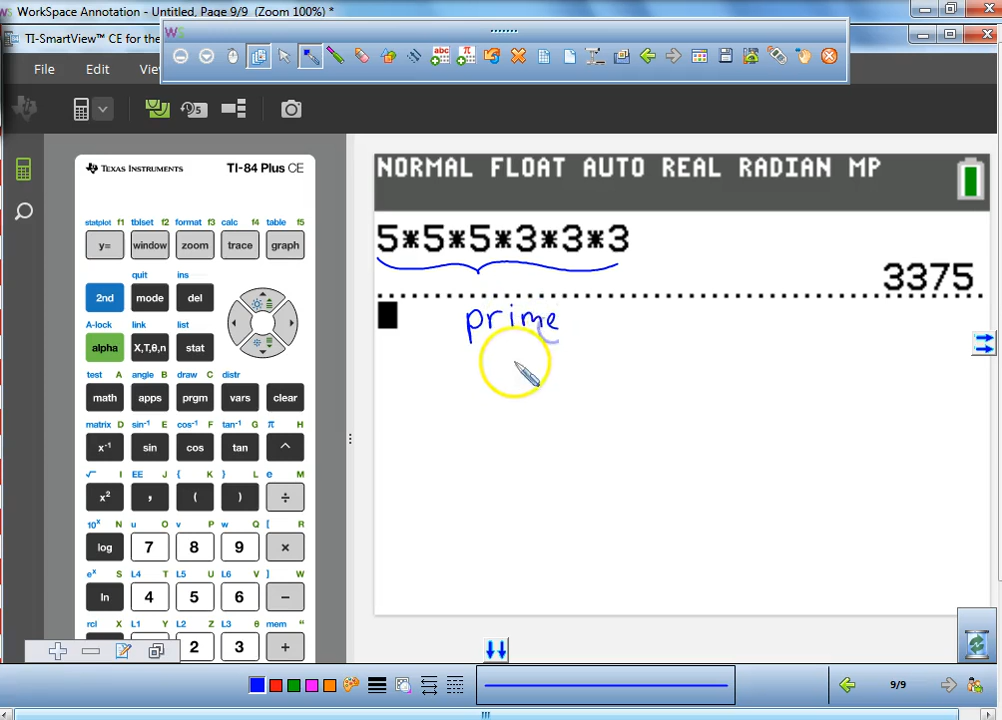 WorkSpace Annotation - Untitled, Page 9/9 (Zoom 100%) *
TI-SmartView™ CE for the
File Edit
abc π
TEXAS INSTRUMENTS TI-84 Plus CE
statplot f1 tblset f2 format f3 calc f4 table f5
y= window zoom trace graph
quit ins
2nd mode del
A-lock link list
alpha X,T,θ,n stat
test A angle B draw C distr
math apps prgm vars clear
matrix D sin⁻¹ E cos⁻¹ F tan⁻¹ G π H
x⁻¹ sin cos tan ^
√ I EE J { K } L e M
x² , ( ) ÷
10ˣ N u O v P w Q [ R
log 7 8 9 ×
eˣ S L4 T L5 U L6 V ] W
ln 4 5 6 −
rcl X L1 Y L2 Z L3 θ mem "
2 3 +
NORMAL FLOAT AUTO REAL RADIAN MP
5*5*5*3*3*3
3375
prime
9/9